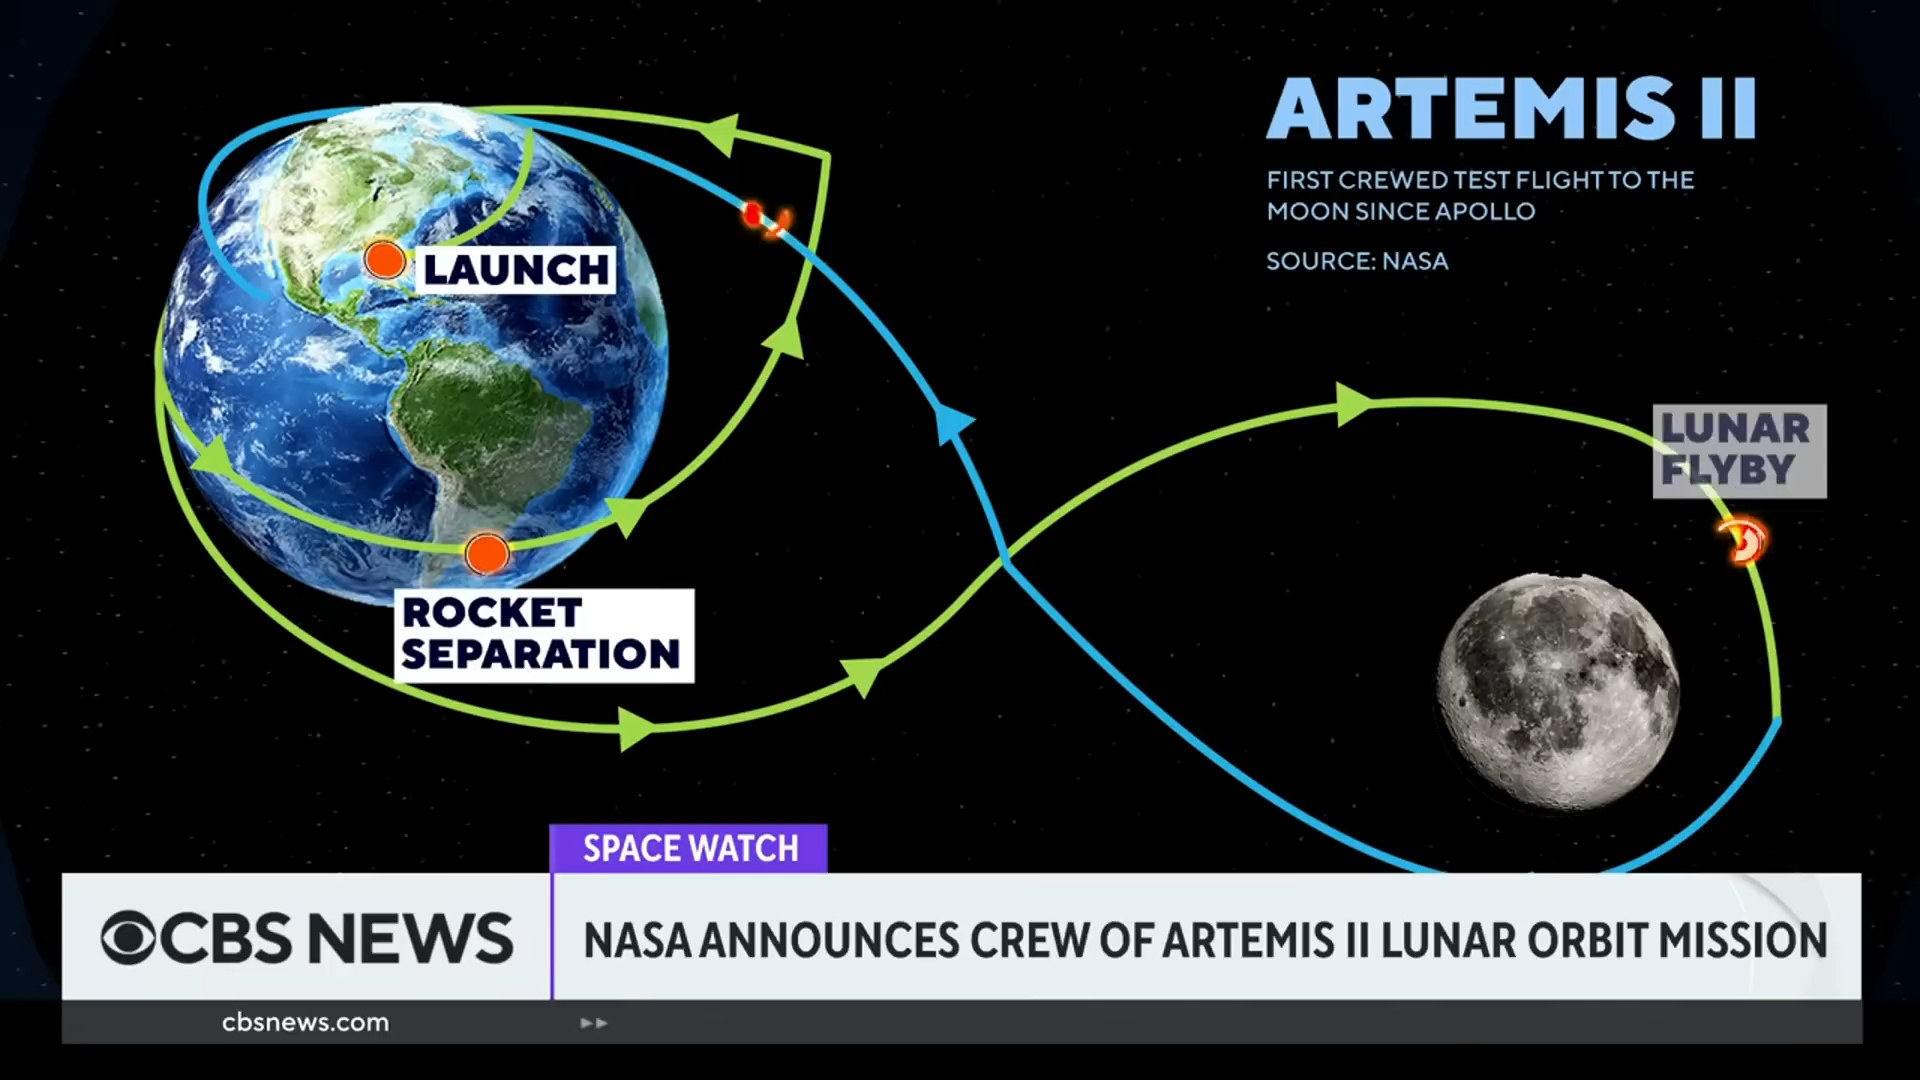 ARTEMIS II
FIRST CREWED TEST FLIGHT TO THE
MOON SINCE APOLLO
SOURCE: NASA
LAUNCH
LUNAR
FLYBY
ROCKET
SEPARATION
SPACE WATCH
CBS NEWS
NASA ANNOUNCES CREW OF ARTEMIS II LUNAR ORBIT MISSION
cbsnews.com